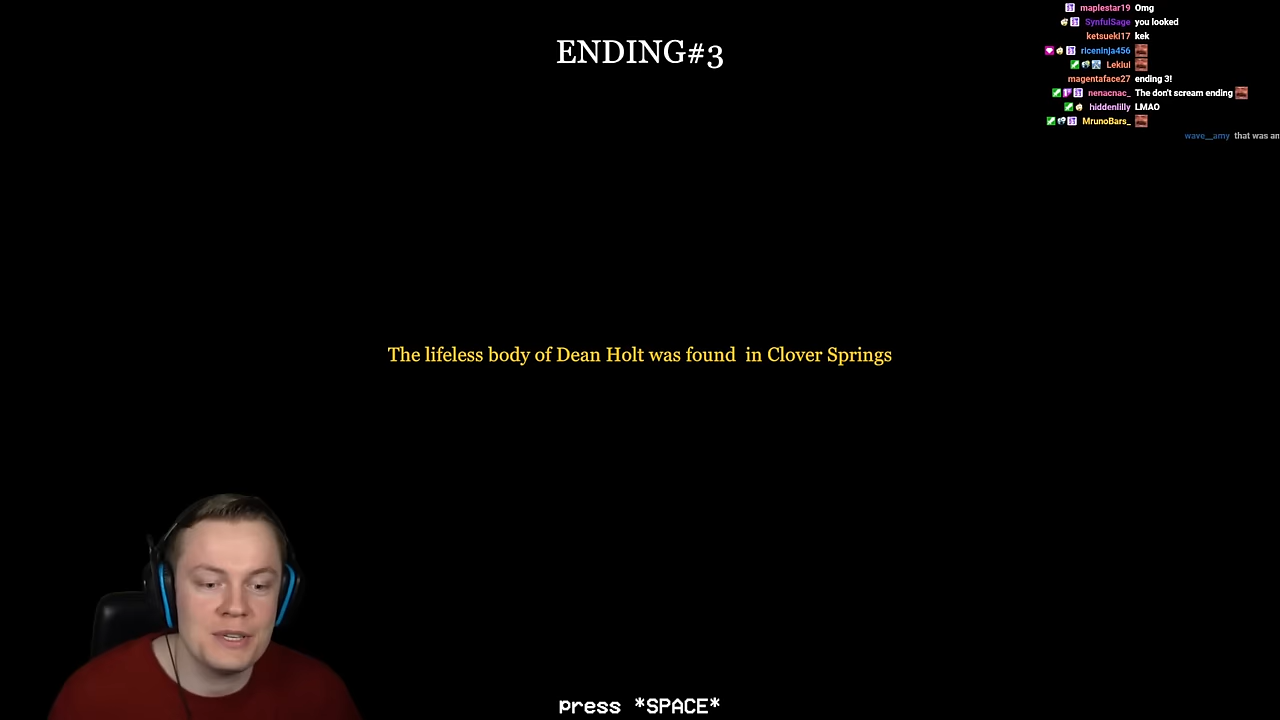 ENDING#3
maplestar19 Omg
SynfulSage you looked
ketsueki17 kek
riceninja456
Leklui
magentaface27 ending 3!
nenacnac_ The don't scream ending
hiddenlilly LMAO
MrunoBars_
wave__amy that was an
The lifeless body of Dean Holt was found in Clover Springs
press *SPACE*